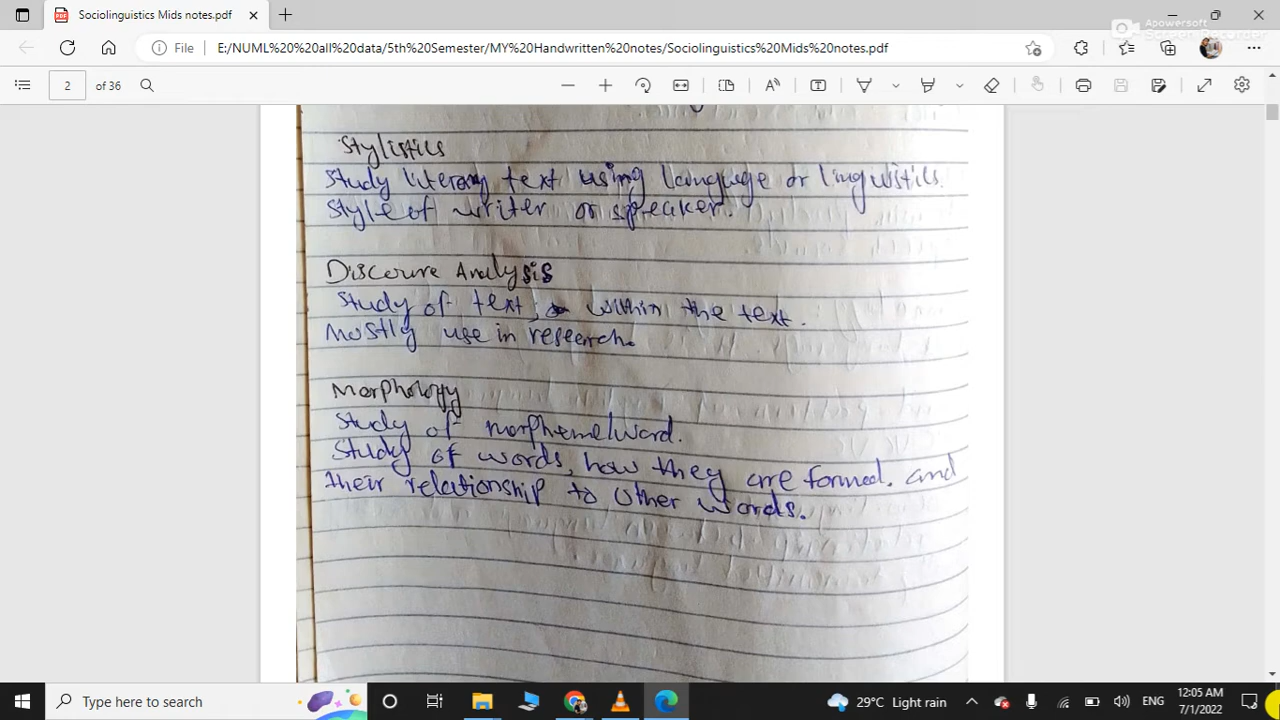 Sociolinguistics Mids notes.pdf
Apowersoft
Screen Recorder
File
E:/NUML%20%20all%20data/5th%20Semester/MY%20Handwritten%20notes/Sociolinguistics%20Mids%20notes.pdf
2 of 36
Stylistics
Study literary text using language or linguistics.
Style of writer or speaker.
Discourse Analysis
Study of text, within the text.
Mostly use in research.
Morphology
Study of morpheme/word.
Study of words, how they are formed, and
their relationship to other words.
Type here to search
29°C Light rain
ENG
12:05 AM
7/1/2022